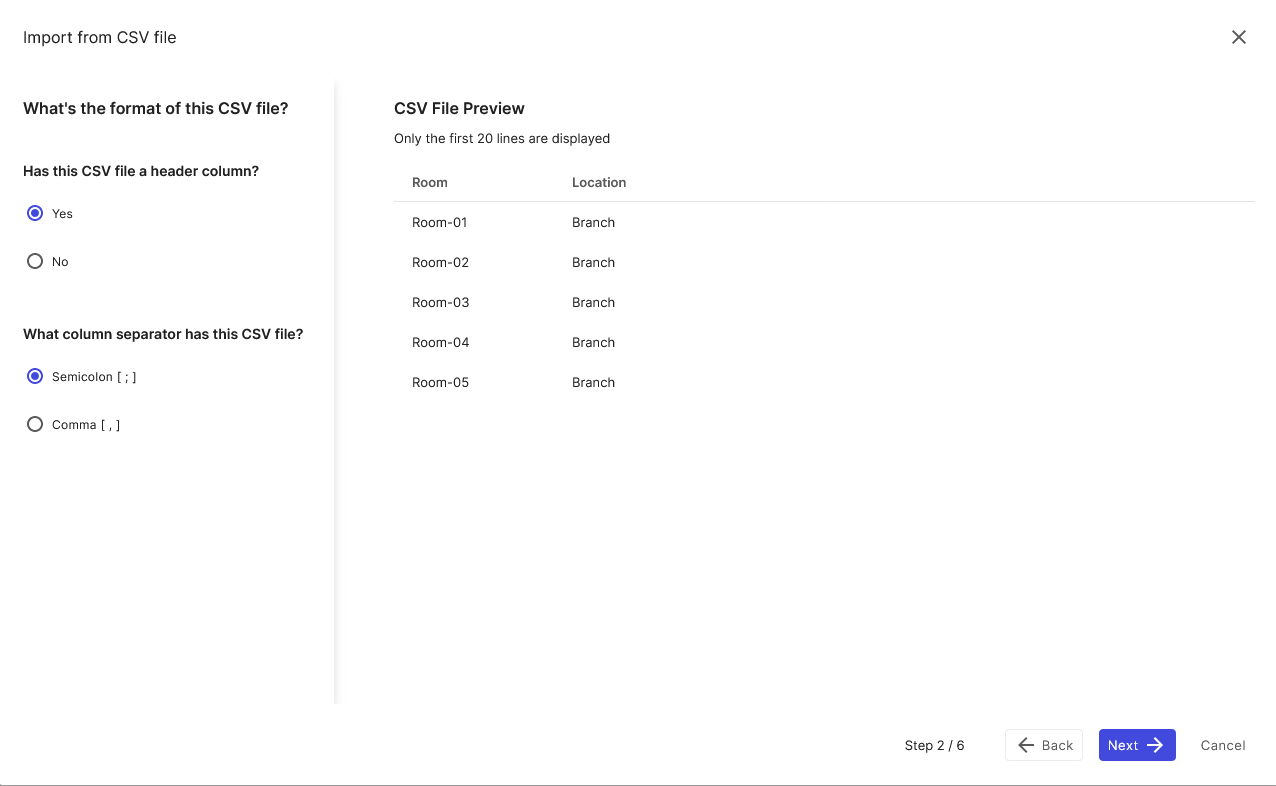 Import from CSV file
What's the format of this CSV file?
Has this CSV file a header column?
Yes
No
What column separator has this CSV file?
Semicolon [ ; ]
Comma [ , ]
CSV File Preview
Only the first 20 lines are displayed
Room Location
Room-01 Branch
Room-02 Branch
Room-03 Branch
Room-04 Branch
Room-05 Branch
Step 2 / 6 Back Next Cancel